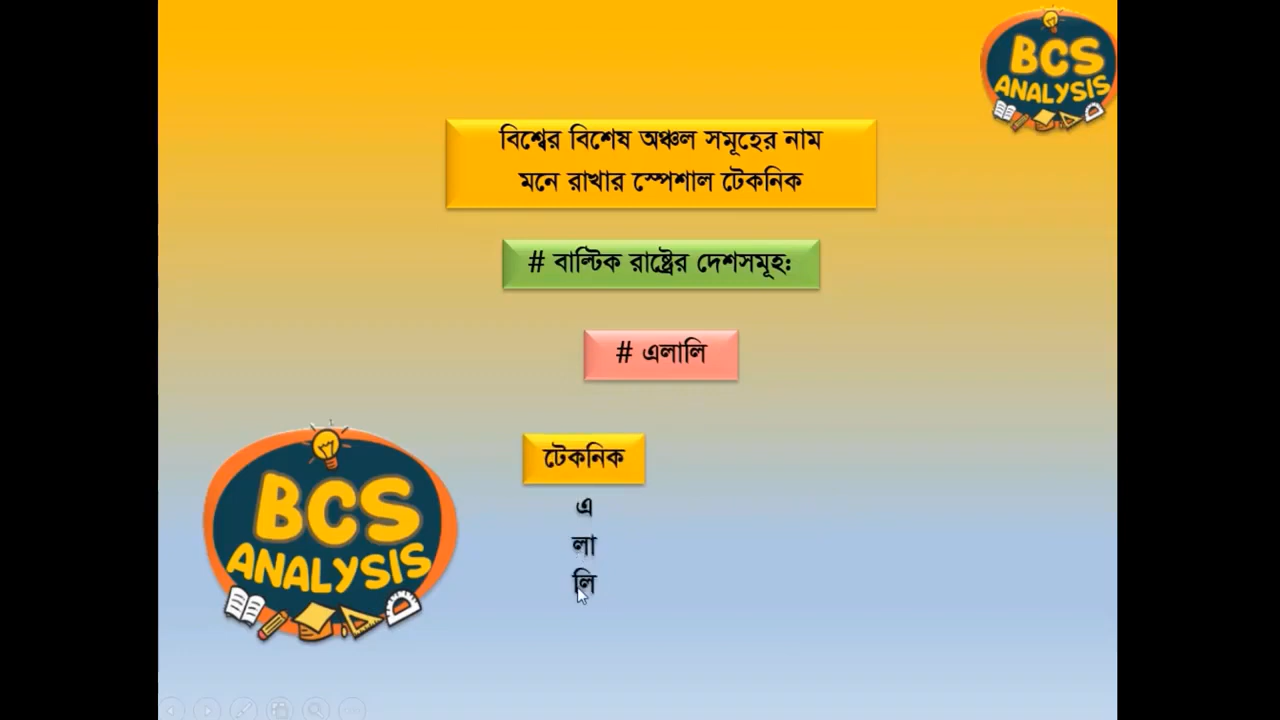 BCS
ANALYSIS
বিশ্বের বিশেষ অঞ্চল সমূহের নাম
মনে রাখার স্পেশাল টেকনিক
# বাল্টিক রাষ্ট্রের দেশসমূহঃ
# এলালি
টেকনিক
এ
লা
লি
BCS
ANALYSIS